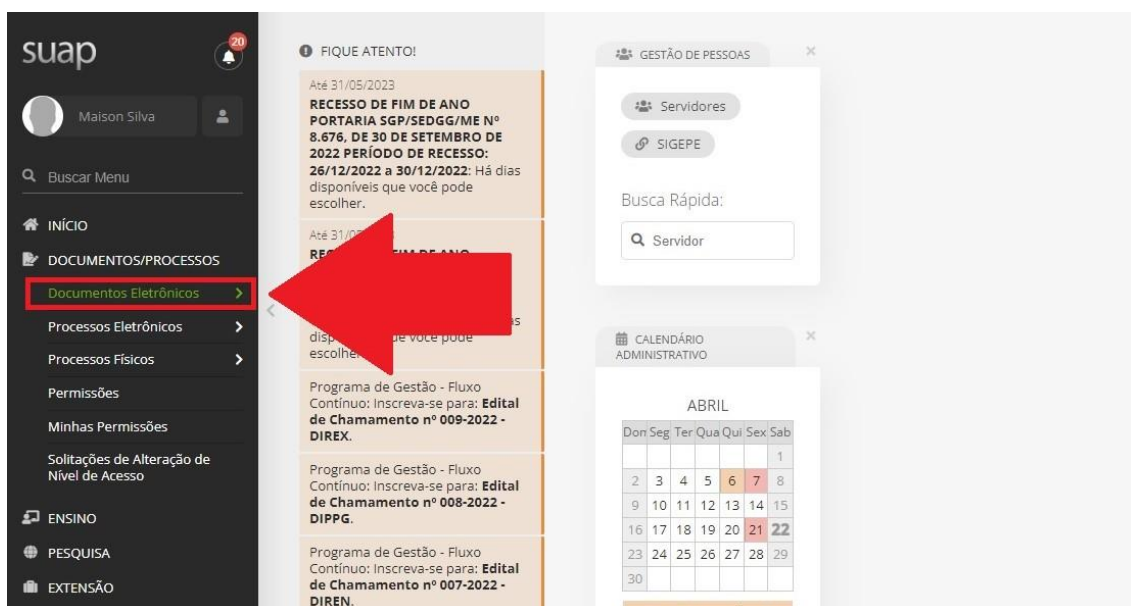 suap
20
Maison Silva
Buscar Menu
INÍCIO
DOCUMENTOS/PROCESSOS
Documentos Eletrônicos
Processos Eletrônicos
Processos Físicos
Permissões
Minhas Permissões
Solitações de Alteração de
Nível de Acesso
ENSINO
PESQUISA
EXTENSÃO
FIQUE ATENTO!
Até 31/05/2023
RECESSO DE FIM DE ANO
PORTARIA SGP/SEDGG/ME Nº
8.676, DE 30 DE SETEMBRO DE
2022 PERÍODO DE RECESSO:
26/12/2022 a 30/12/2022: Há dias
disponíveis que você pode
escolher.
Até
de você pode
Programa de Gestão - Fluxo
Contínuo: Inscreva-se para: Edital
de Chamamento nº 009-2022 -
DIREX.
Programa de Gestão - Fluxo
Contínuo: Inscreva-se para: Edital
de Chamamento nº 008-2022 -
DIPPG.
Programa de Gestão - Fluxo
Contínuo: Inscreva-se para: Edital
de Chamamento nº 007-2022 -
DIREN.
GESTÃO DE PESSOAS
Servidores
SIGEPE
Busca Rápida:
Servidor
CALENDÁRIO
ADMINISTRATIVO
ABRIL
Dom Seg Ter Qua Qui Sex Sab
1
2 3 4 5 6 7 8
9 10 11 12 13 14 15
16 17 18 19 20 21 22
23 24 25 26 27 28 29
30